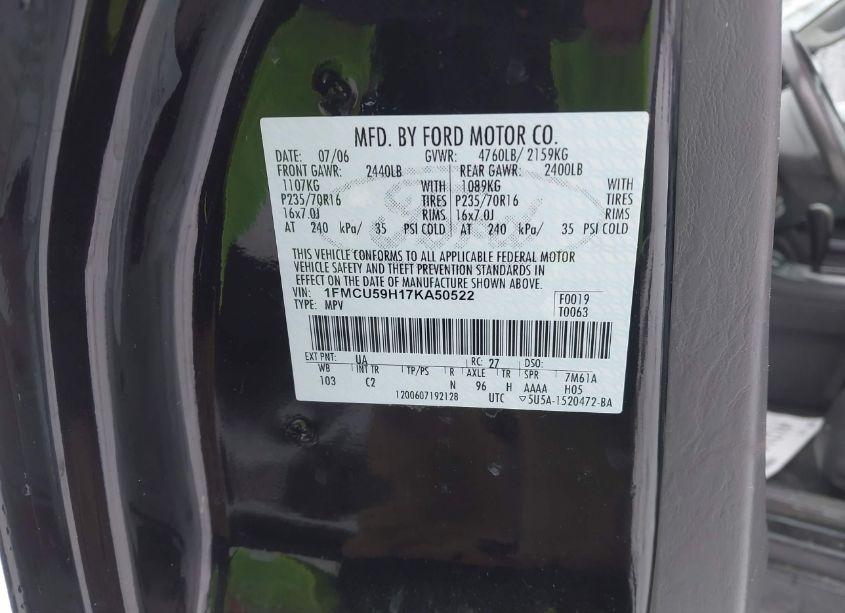 MFD. BY FORD MOTOR CO.
DATE: 07/06 GVWR: 4760LB/ 2159KG
FRONT GAWR: 2440LB REAR GAWR: 2400LB
1107KG WITH 1089KG WITH
P235/70R16 TIRES P235/70R16 TIRES
16x7.0J RIMS 16x7.0J RIMS
AT 240 kPa/ 35 PSI COLD AT 240 kPa/ 35 PSI COLD
THIS VEHICLE CONFORMS TO ALL APPLICABLE FEDERAL MOTOR
VEHICLE SAFETY AND THEFT PREVENTION STANDARDS IN
EFFECT ON THE DATE OF MANUFACTURE SHOWN ABOVE.
VIN: 1FMCU59H17KA50522 F0019
TYPE: MPV T0063
EXT PNT: UA RC: 27 DSO:
WB INT TR TP/PS R AXLE TR SPR 7M61A
103 C2 N 96 H AAAA H05
1200607192128 UTC ▽5U5A-1520472-BA